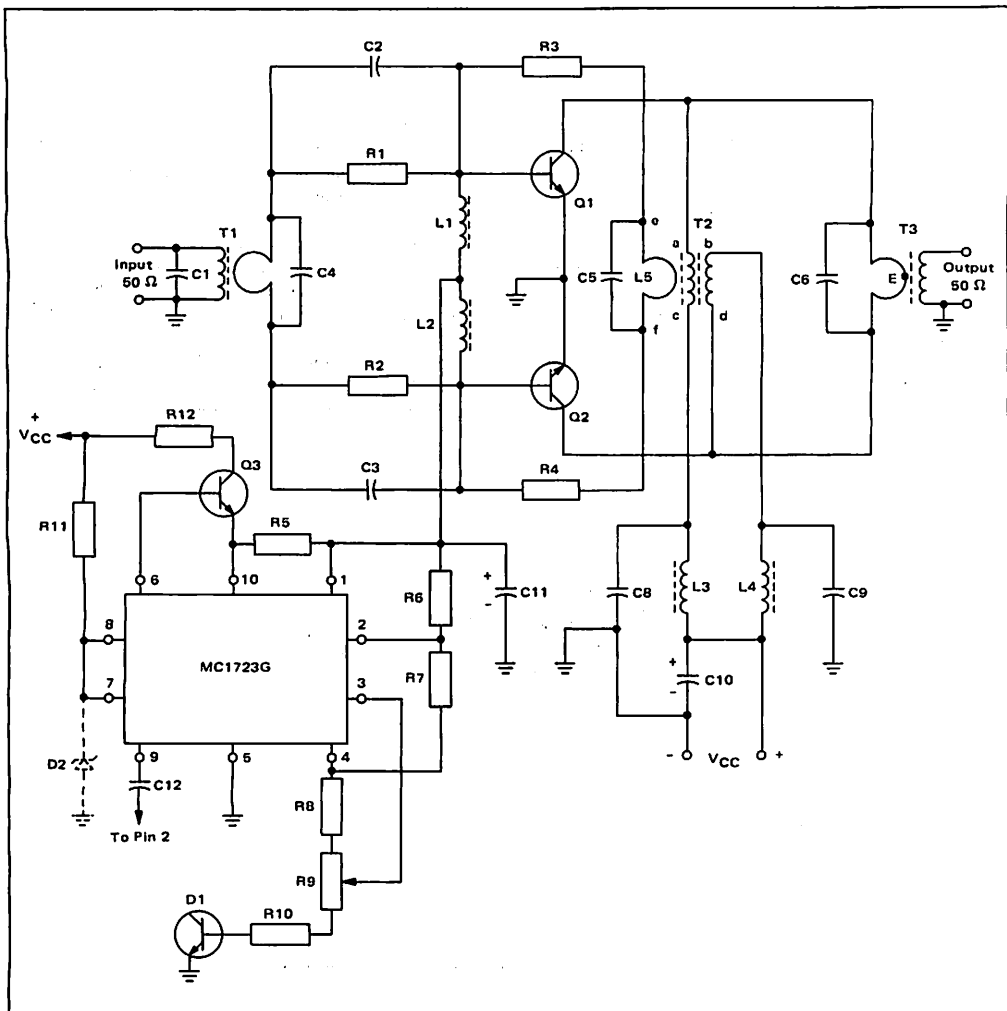 C2
R3
R1
Q1
L1
T1
a
T2
b
T3
Input
50 Ω
C1
C4
C5
L5
C6
E
Output
50 Ω
L2
c
d
f
R2
Q2
R12
+
VCC
Q3
C3
R4
R11
R5
6
10
1
R6
+
-
C11
C8
L3
L4
C9
8
2
MC1723G
7
3
R7
+
-
C10
D2
9
5
4
-
VCC
+
C12
R8
To Pin 2
R9
D1
R10